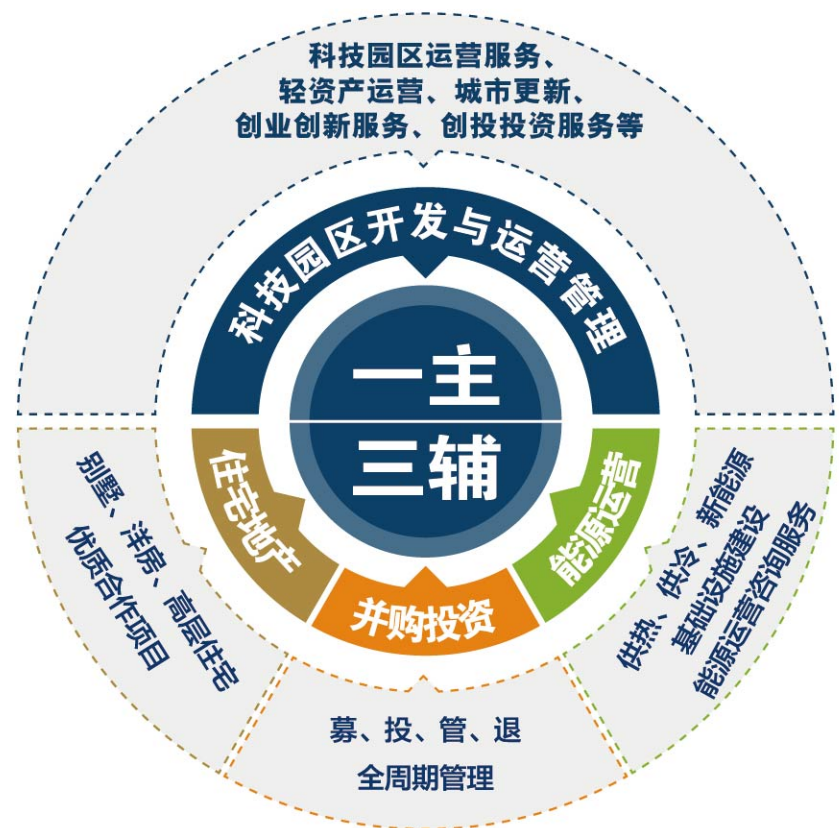 科技园区运营服务、
轻资产运营、城市更新、
创业创新服务、创投投资服务等
科技园区开发与运营管理
一主
三辅
住宅地产
并购投资
能源运营
别墅、洋房、高层住宅
优质合作项目
募、投、管、退
全周期管理
供热、供冷、新能源
基础设施建设
能源运营咨询服务